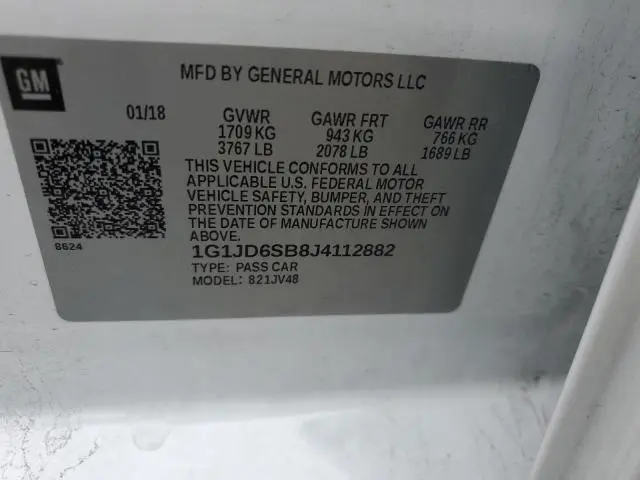 GM
MFD BY GENERAL MOTORS LLC
01/18 GVWR GAWR FRT GAWR RR
1709 KG 943 KG 766 KG
3767 LB 2078 LB 1689 LB
THIS VEHICLE CONFORMS TO ALL
APPLICABLE U.S. FEDERAL MOTOR
VEHICLE SAFETY, BUMPER, AND THEFT
PREVENTION STANDARDS IN EFFECT ON
THE DATE OF MANUFACTURE SHOWN
ABOVE.
8624
1G1JD6SB8J4112882
TYPE: PASS CAR
MODEL: 821JV48